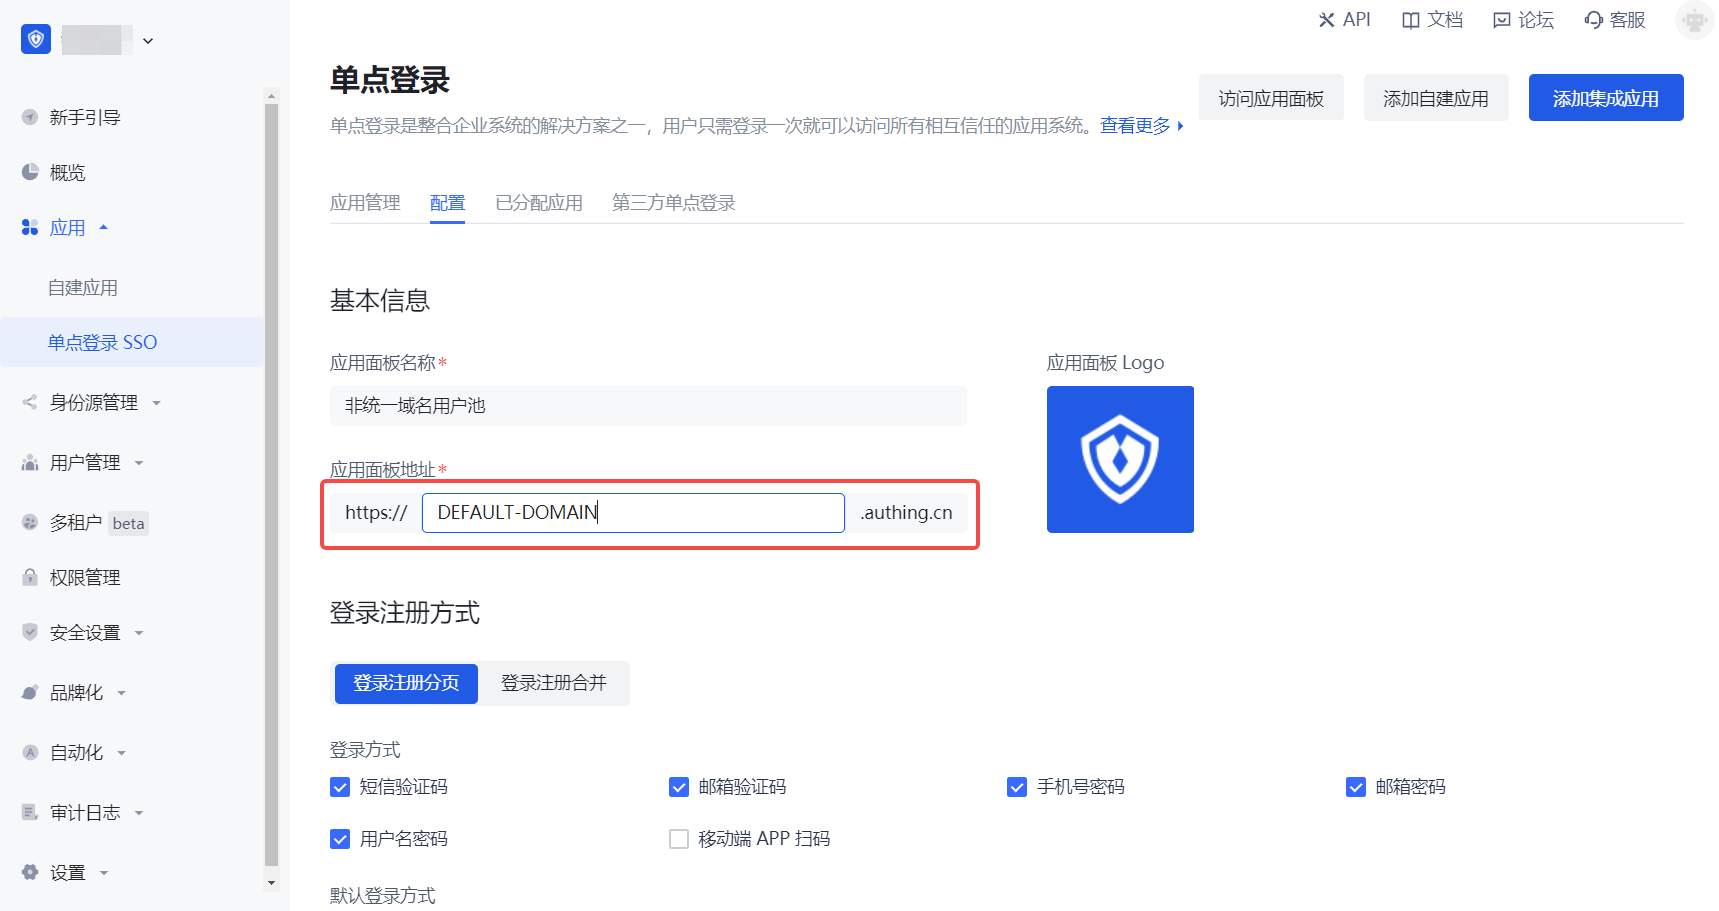 API
文档
论坛
客服
新手引导
概览
应用
自建应用
单点登录 SSO
身份源管理
用户管理
多租户 beta
权限管理
安全设置
品牌化
自动化
审计日志
设置
单点登录
单点登录是整合企业系统的解决方案之一，用户只需登录一次就可以访问所有相互信任的应用系统。查看更多
访问应用面板
添加自建应用
添加集成应用
应用管理
配置
已分配应用
第三方单点登录
基本信息
应用面板名称*
非统一域名用户池
应用面板地址*
https:// DEFAULT-DOMAIN .authing.cn
应用面板 Logo
登录注册方式
登录注册分页
登录注册合并
登录方式
短信验证码
邮箱验证码
手机号密码
邮箱密码
用户名密码
移动端 APP 扫码
默认登录方式